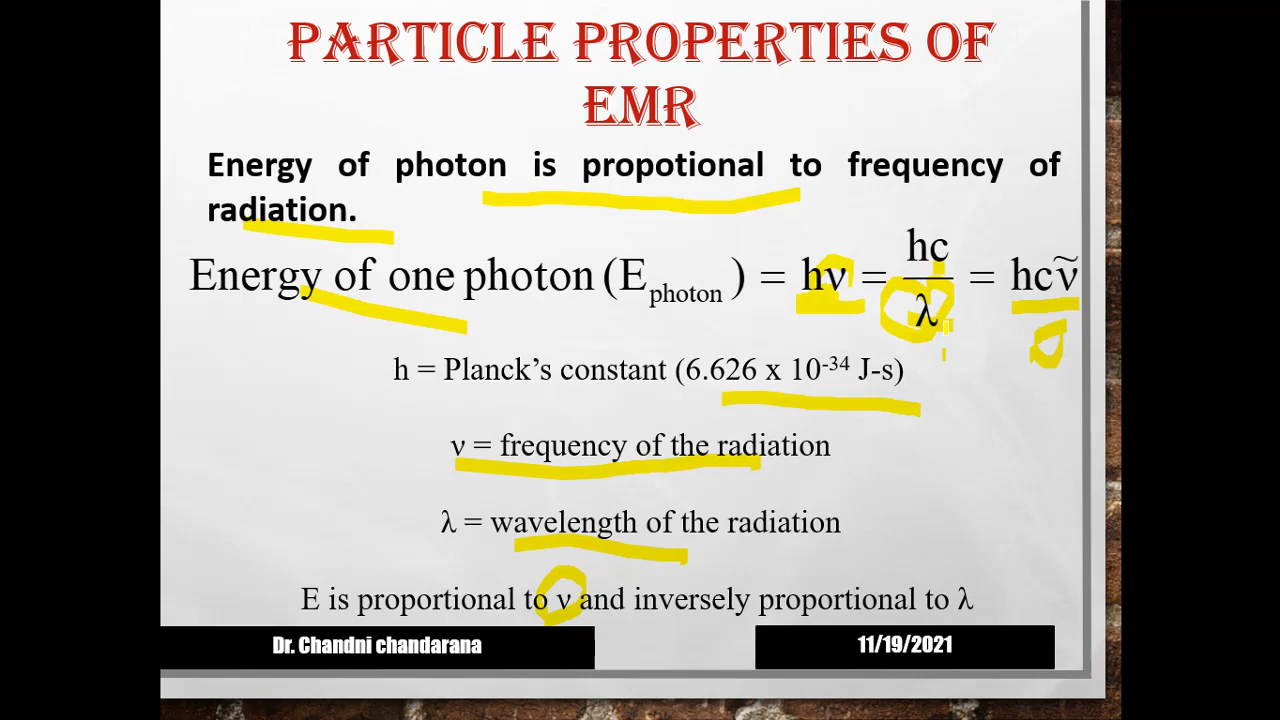 PARTICLE PROPERTIES OF
EMR
Energy of photon is propotional to frequency of
radiation.
Energy of one photon (E photon) = hν = hc/λ = hcν̃
h = Planck’s constant (6.626 x 10⁻³⁴ J-s)
ν = frequency of the radiation
λ = wavelength of the radiation
E is proportional to ν and inversely proportional to λ
Dr. Chandni chandarana
11/19/2021